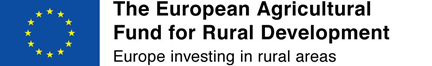 The European Agricultural
Fund for Rural Development
Europe investing in rural areas